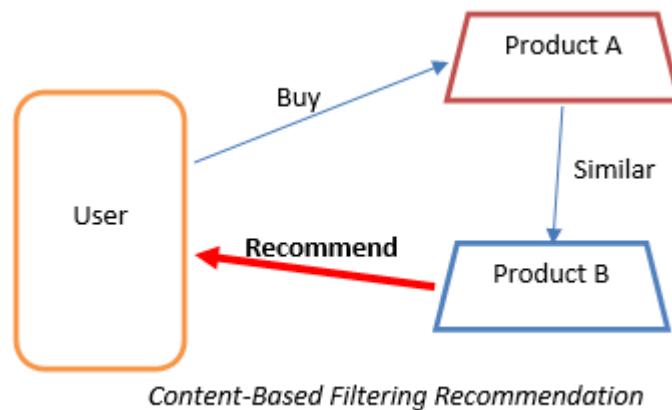 Product A
Buy
Similar
User
Recommend
Product B
Content-Based Filtering Recommendation